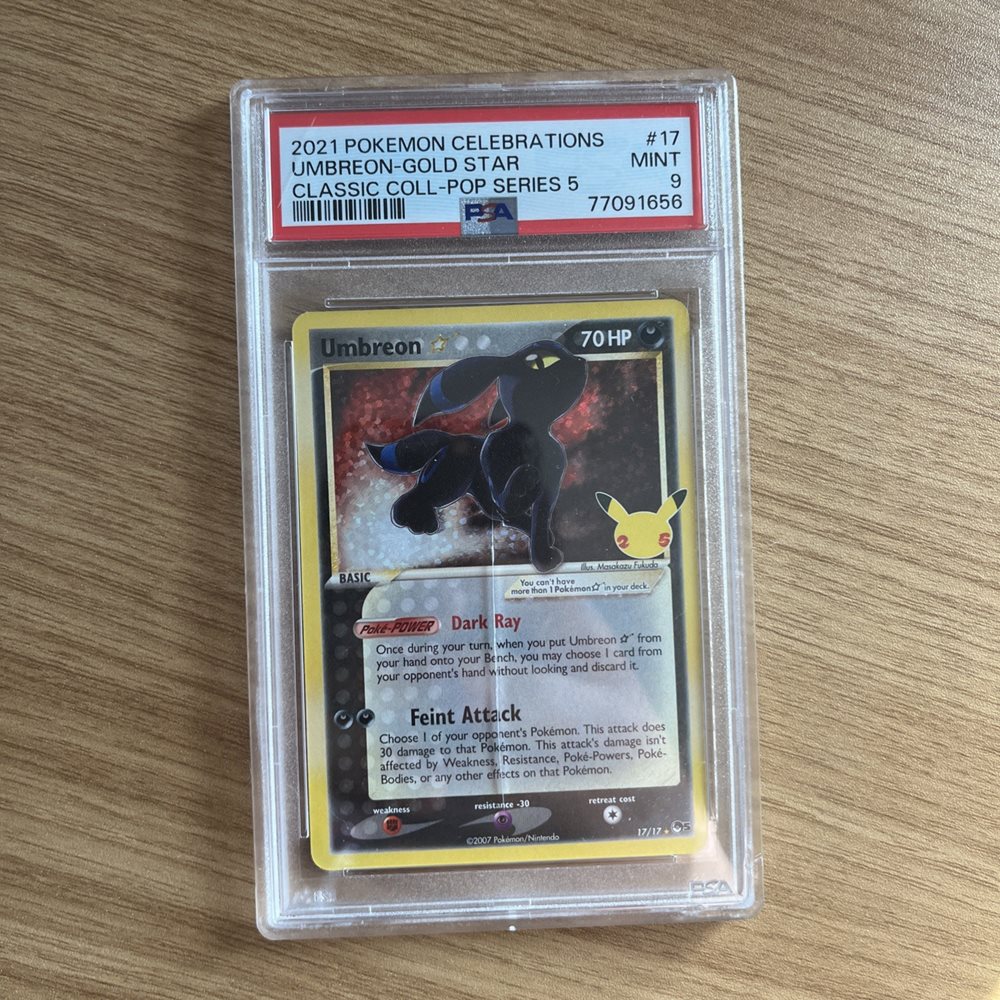 2021 POKEMON CELEBRATIONS #17
UMBREON-GOLD STAR MINT
CLASSIC COLL-POP SERIES 5 9
PSA 77091656
Umbreon ☆ 70 HP
2 5
Illus. Masakazu Fukuda
BASIC
You can't have
more than 1 Pokémon☆ in your deck.
Poké-POWER Dark Ray
Once during your turn, when you put Umbreon ☆ from
your hand onto your Bench, you may choose 1 card from
your opponent's hand without looking and discard it.
Feint Attack
Choose 1 of your opponent's Pokémon. This attack does
30 damage to that Pokémon. This attack's damage isn't
affected by Weakness, Resistance, Poké-Powers, Poké-
Bodies, or any other effects on that Pokémon.
weakness resistance -30 retreat cost
©2007 Pokémon/Nintendo 17/17 ★ 5
PSA